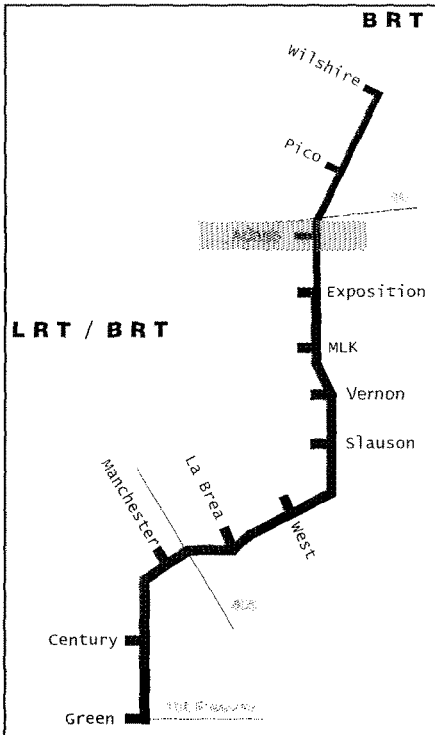 BRT
Wilshire
Pico
Exposition
LRT / BRT
MLK
Vernon
Slauson
La Brea
Manchester
West
Century
Green